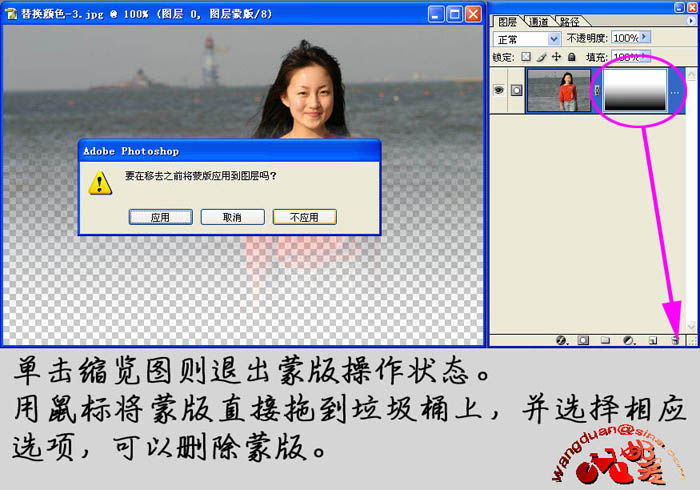 替换颜色-3.jpg @ 100% (图层 0, 图层蒙版/8)
图层 通道 路径
正常 不透明度: 100%
锁定: 填充: 100%
Adobe Photoshop
要在移去之前将蒙版应用到图层吗?
应用 取消 不应用
单击缩览图则退出蒙版操作状态。
用鼠标将蒙版直接拖到垃圾桶上，并选择相应
选项，可以删除蒙版。